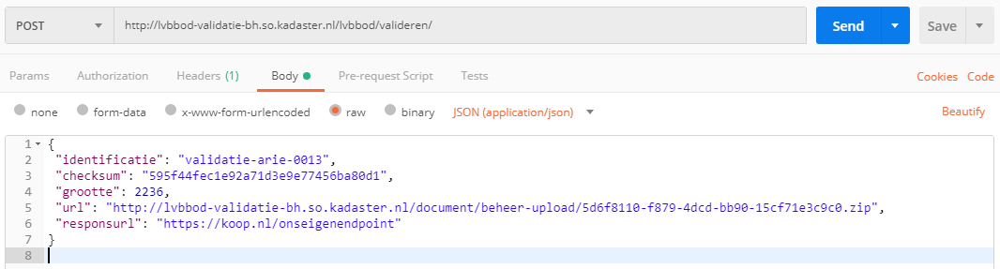 POST http://lvbbod-validatie-bh.so.kadaster.nl/lvbbod/valideren/ Send Save
Params Authorization Headers (1) Body Pre-request Script Tests Cookies Code
none form-data x-www-form-urlencoded raw binary JSON (application/json) Beautify
1 {
2 "identificatie": "validatie-arie-0013",
3 "checksum": "595f44fec1e92a71d3e9e77456ba80d1",
4 "grootte": 2236,
5 "url": "http://lvbbod-validatie-bh.so.kadaster.nl/document/beheer-upload/5d6f8110-f879-4dcd-bb90-15cf71e3c9c0.zip",
6 "responsurl": "https://koop.nl/onseigenendpoint"
7 }
8